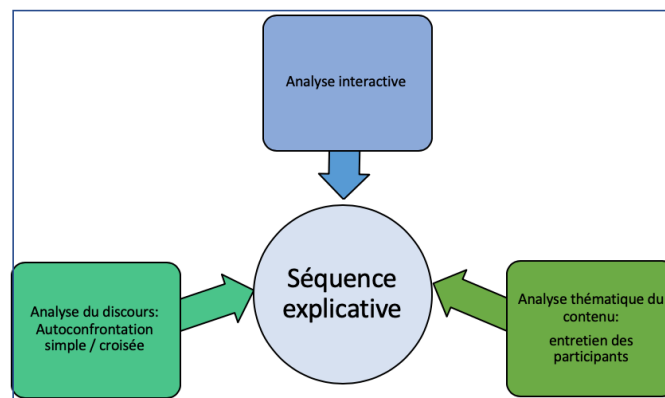 Analyse interactive
Séquence
explicative
Analyse du discours:
Autoconfrontation
simple / croisée
Analyse thématique du
contenu:
entretien des
participants